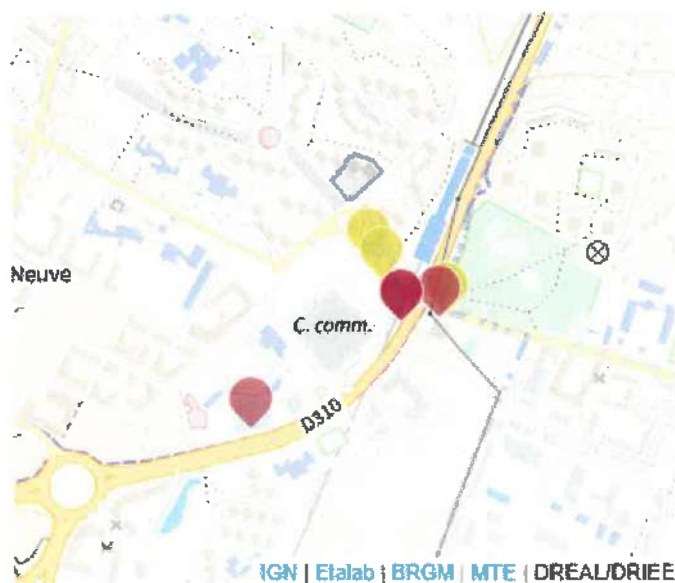 Neuve
C. comm.
D310
IGN | Etalab | BRGM | MTE | DREAL/DRIEE